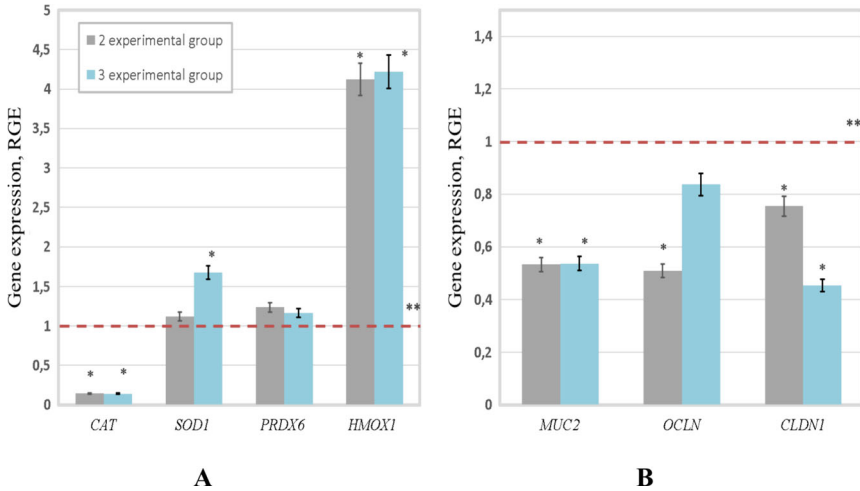 Gene expression, RGE
5
4,5
4
3,5
3
2,5
2
1,5
1
0,5
0
2 experimental group
3 experimental group
* * * * * **
CAT SOD1 PRDX6 HMOX1
A
Gene expression, RGE
1,4
1,2
1
0,8
0,6
0,4
0,2
0
**
* * * * *
MUC2 OCLN CLDN1
B